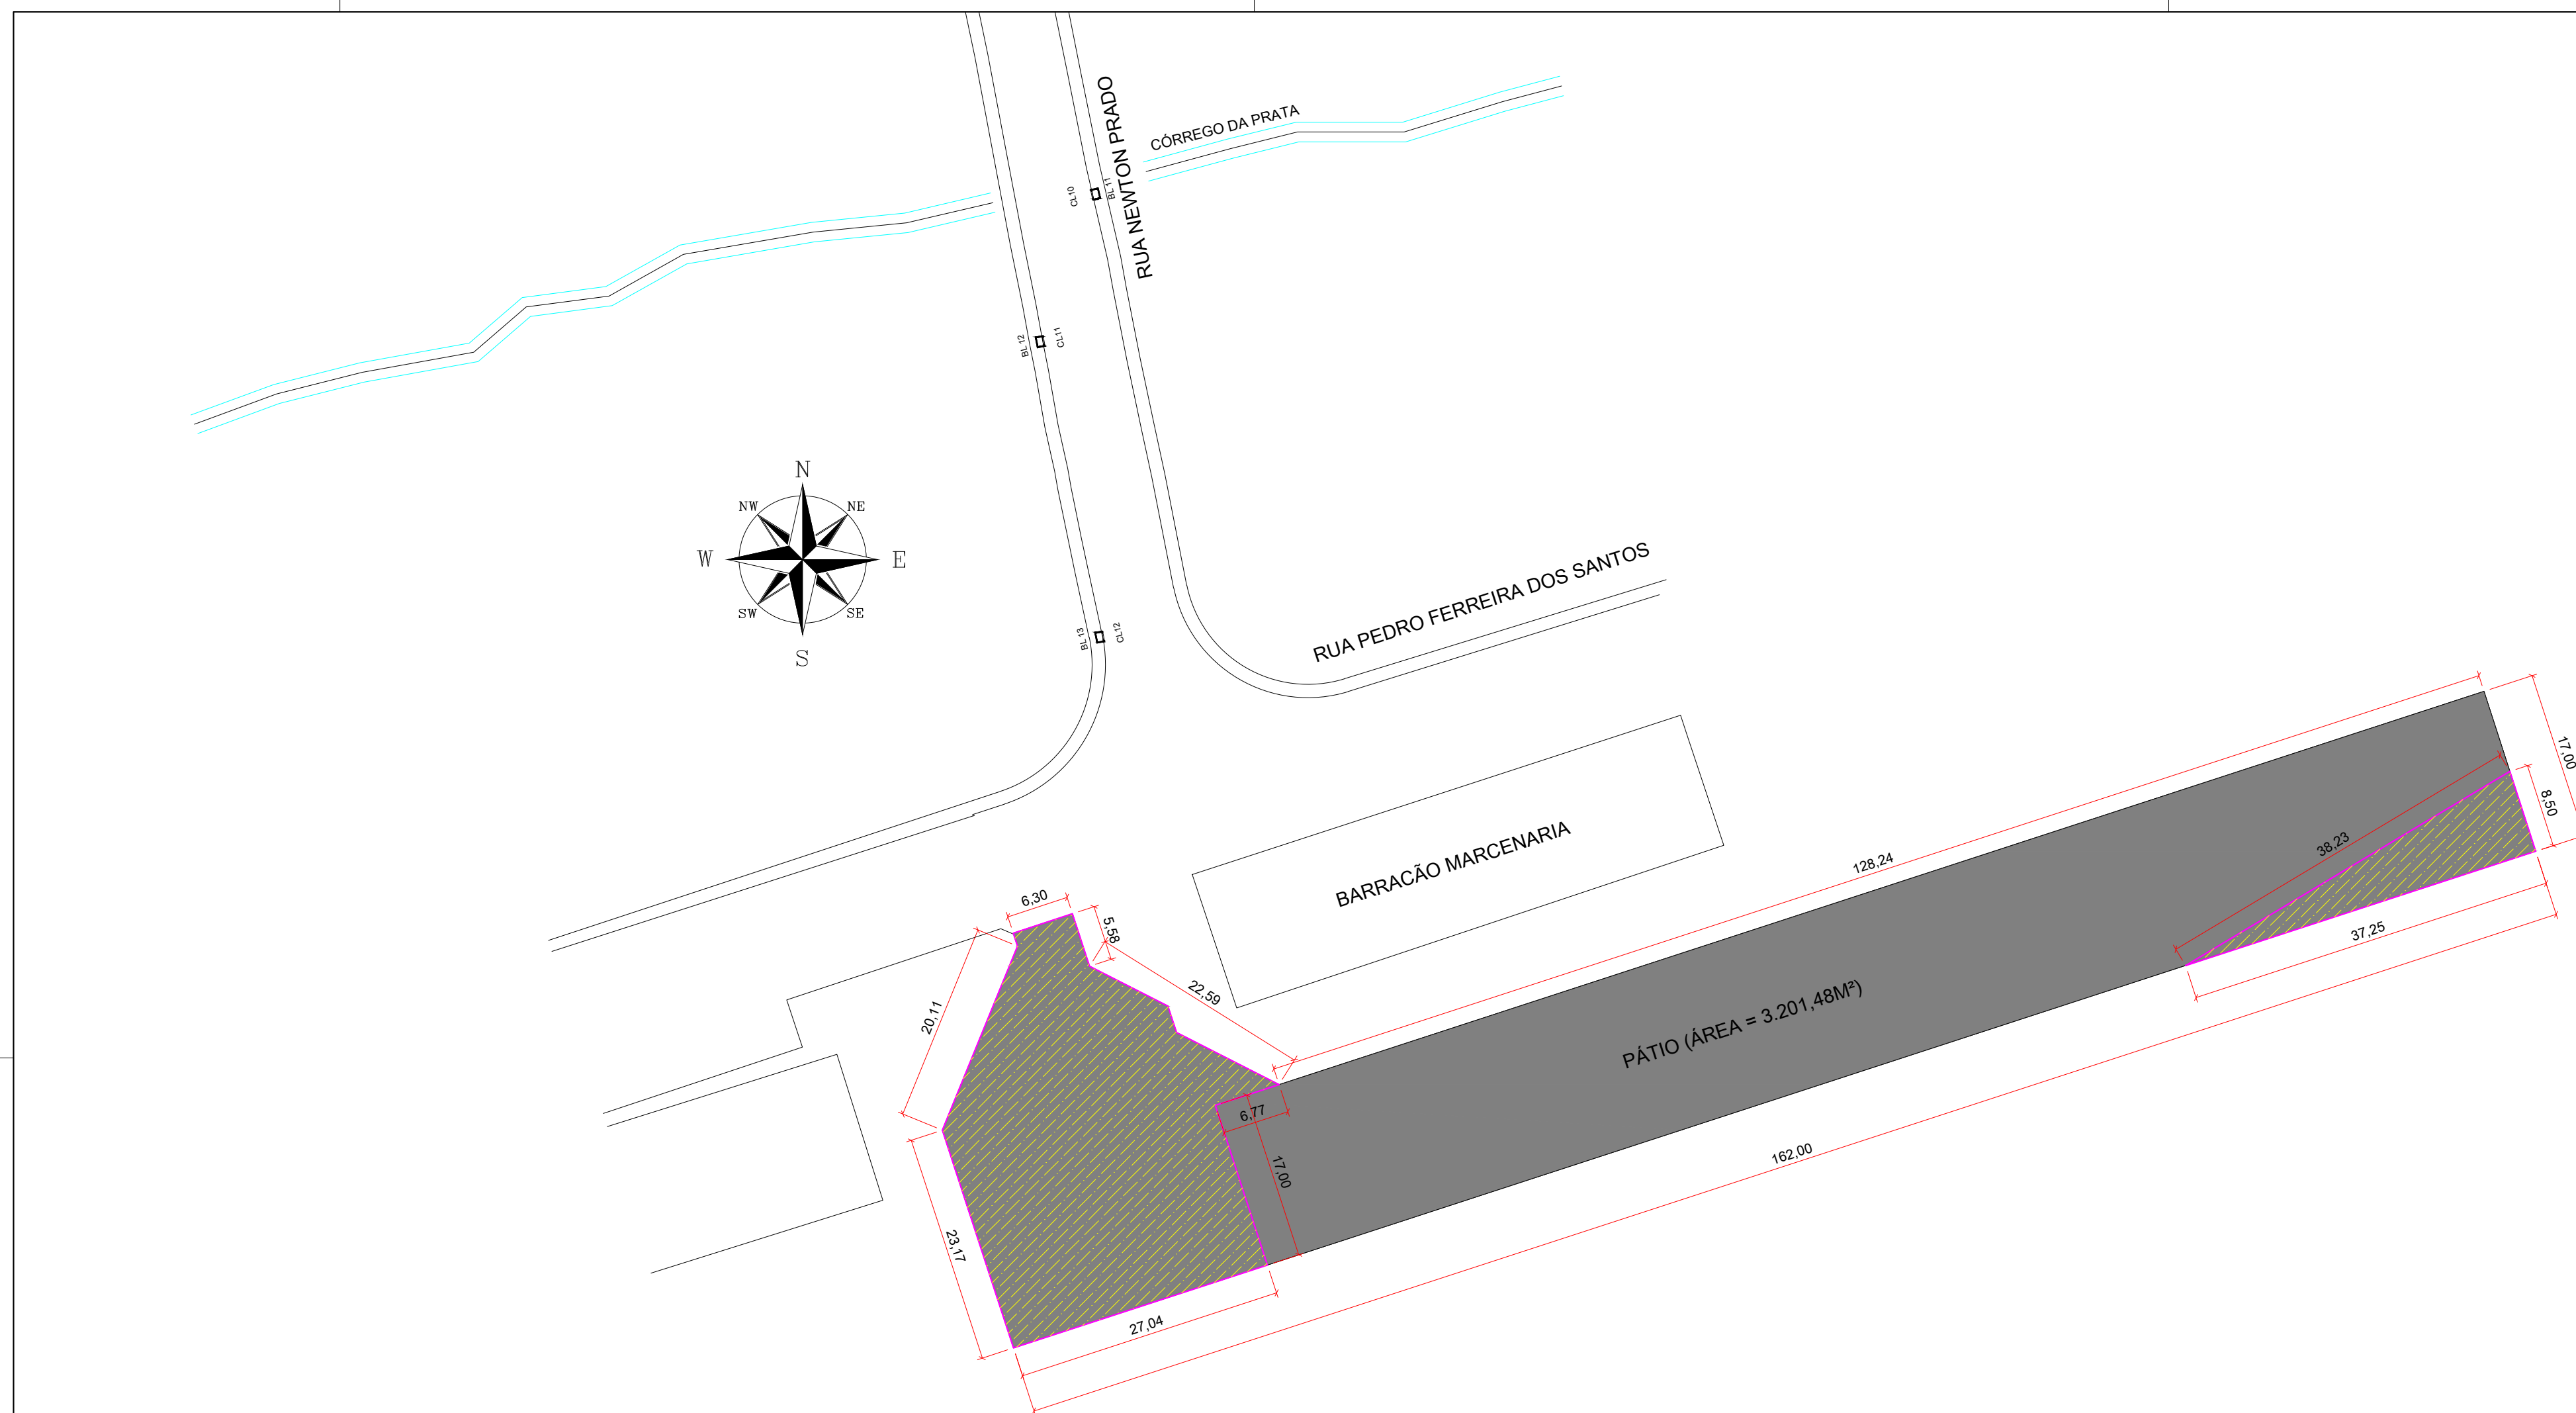 RUA NEWTON PRADO
CÓRREGO DA PRATA
CL10
BL 11
BL 12
CL11
N
NW
NE
W
E
SW
SE
S
BL 13
CL12
RUA PEDRO FERREIRA DOS SANTOS
17,00
8,50
38,23
128,24
BARRACÃO MARCENARIA
6,30
5,58
37,25
22,59
20,11
PÁTIO (ÁREA = 3.201,48M²)
6,77
162,00
17,00
23,17
27,04